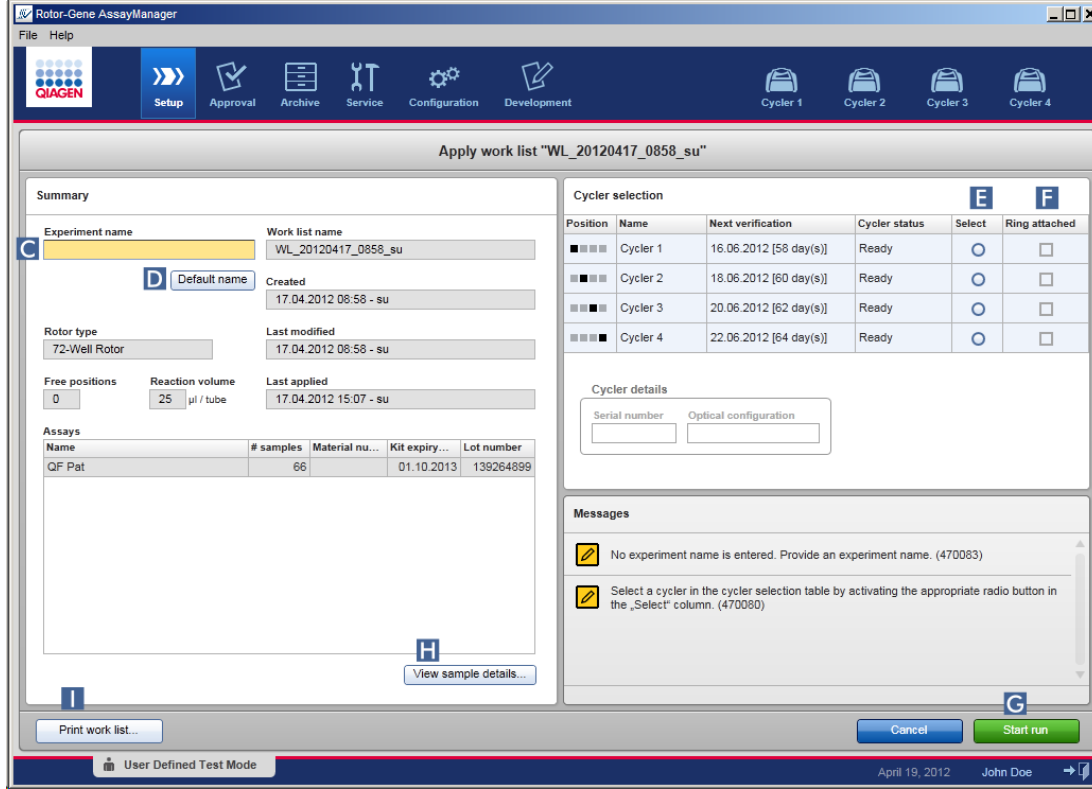 Rotor-Gene AssayManager
File Help
QIAGEN
Setup Approval Archive Service Configuration Development Cycler 1 Cycler 2 Cycler 3 Cycler 4
Apply work list "WL_20120417_0858_su"
Summary
Experiment name Work list name
C WL_20120417_0858_su
D Default name Created
17.04.2012 08:58 - su
Rotor type Last modified
72-Well Rotor 17.04.2012 08:58 - su
Free positions Reaction volume Last applied
0 25 µl / tube 17.04.2012 15:07 - su
Assays
Name # samples Material nu... Kit expiry... Lot number
QF Pat 66 01.10.2013 139264899
H
View sample details...
I
Print work list...
Cycler selection E F
Position Name Next verification Cycler status Select Ring attached
Cycler 1 16.06.2012 [58 day(s)] Ready
Cycler 2 18.06.2012 [60 day(s)] Ready
Cycler 3 20.06.2012 [62 day(s)] Ready
Cycler 4 22.06.2012 [64 day(s)] Ready
Cycler details
Serial number Optical configuration
Messages
No experiment name is entered. Provide an experiment name. (470083)
Select a cycler in the cycler selection table by activating the appropriate radio button in
the „Select“ column. (470080)
G
Cancel Start run
User Defined Test Mode April 19, 2012 John Doe